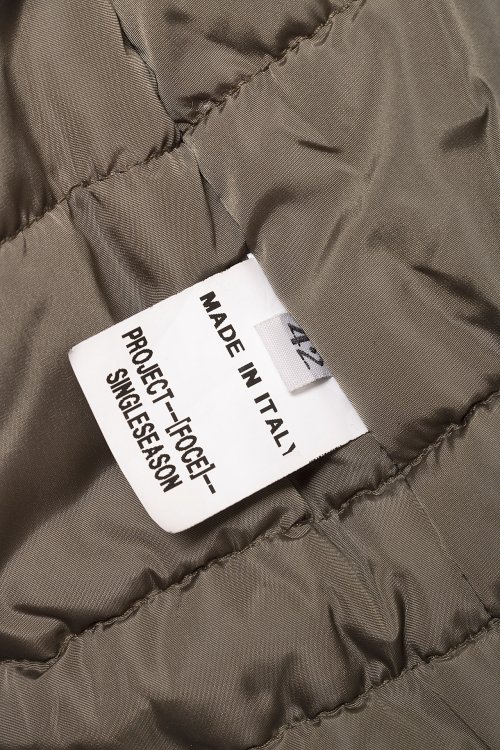 42
MADE IN ITALY
PROJECT—[FOCE]—
SINGLESEASON